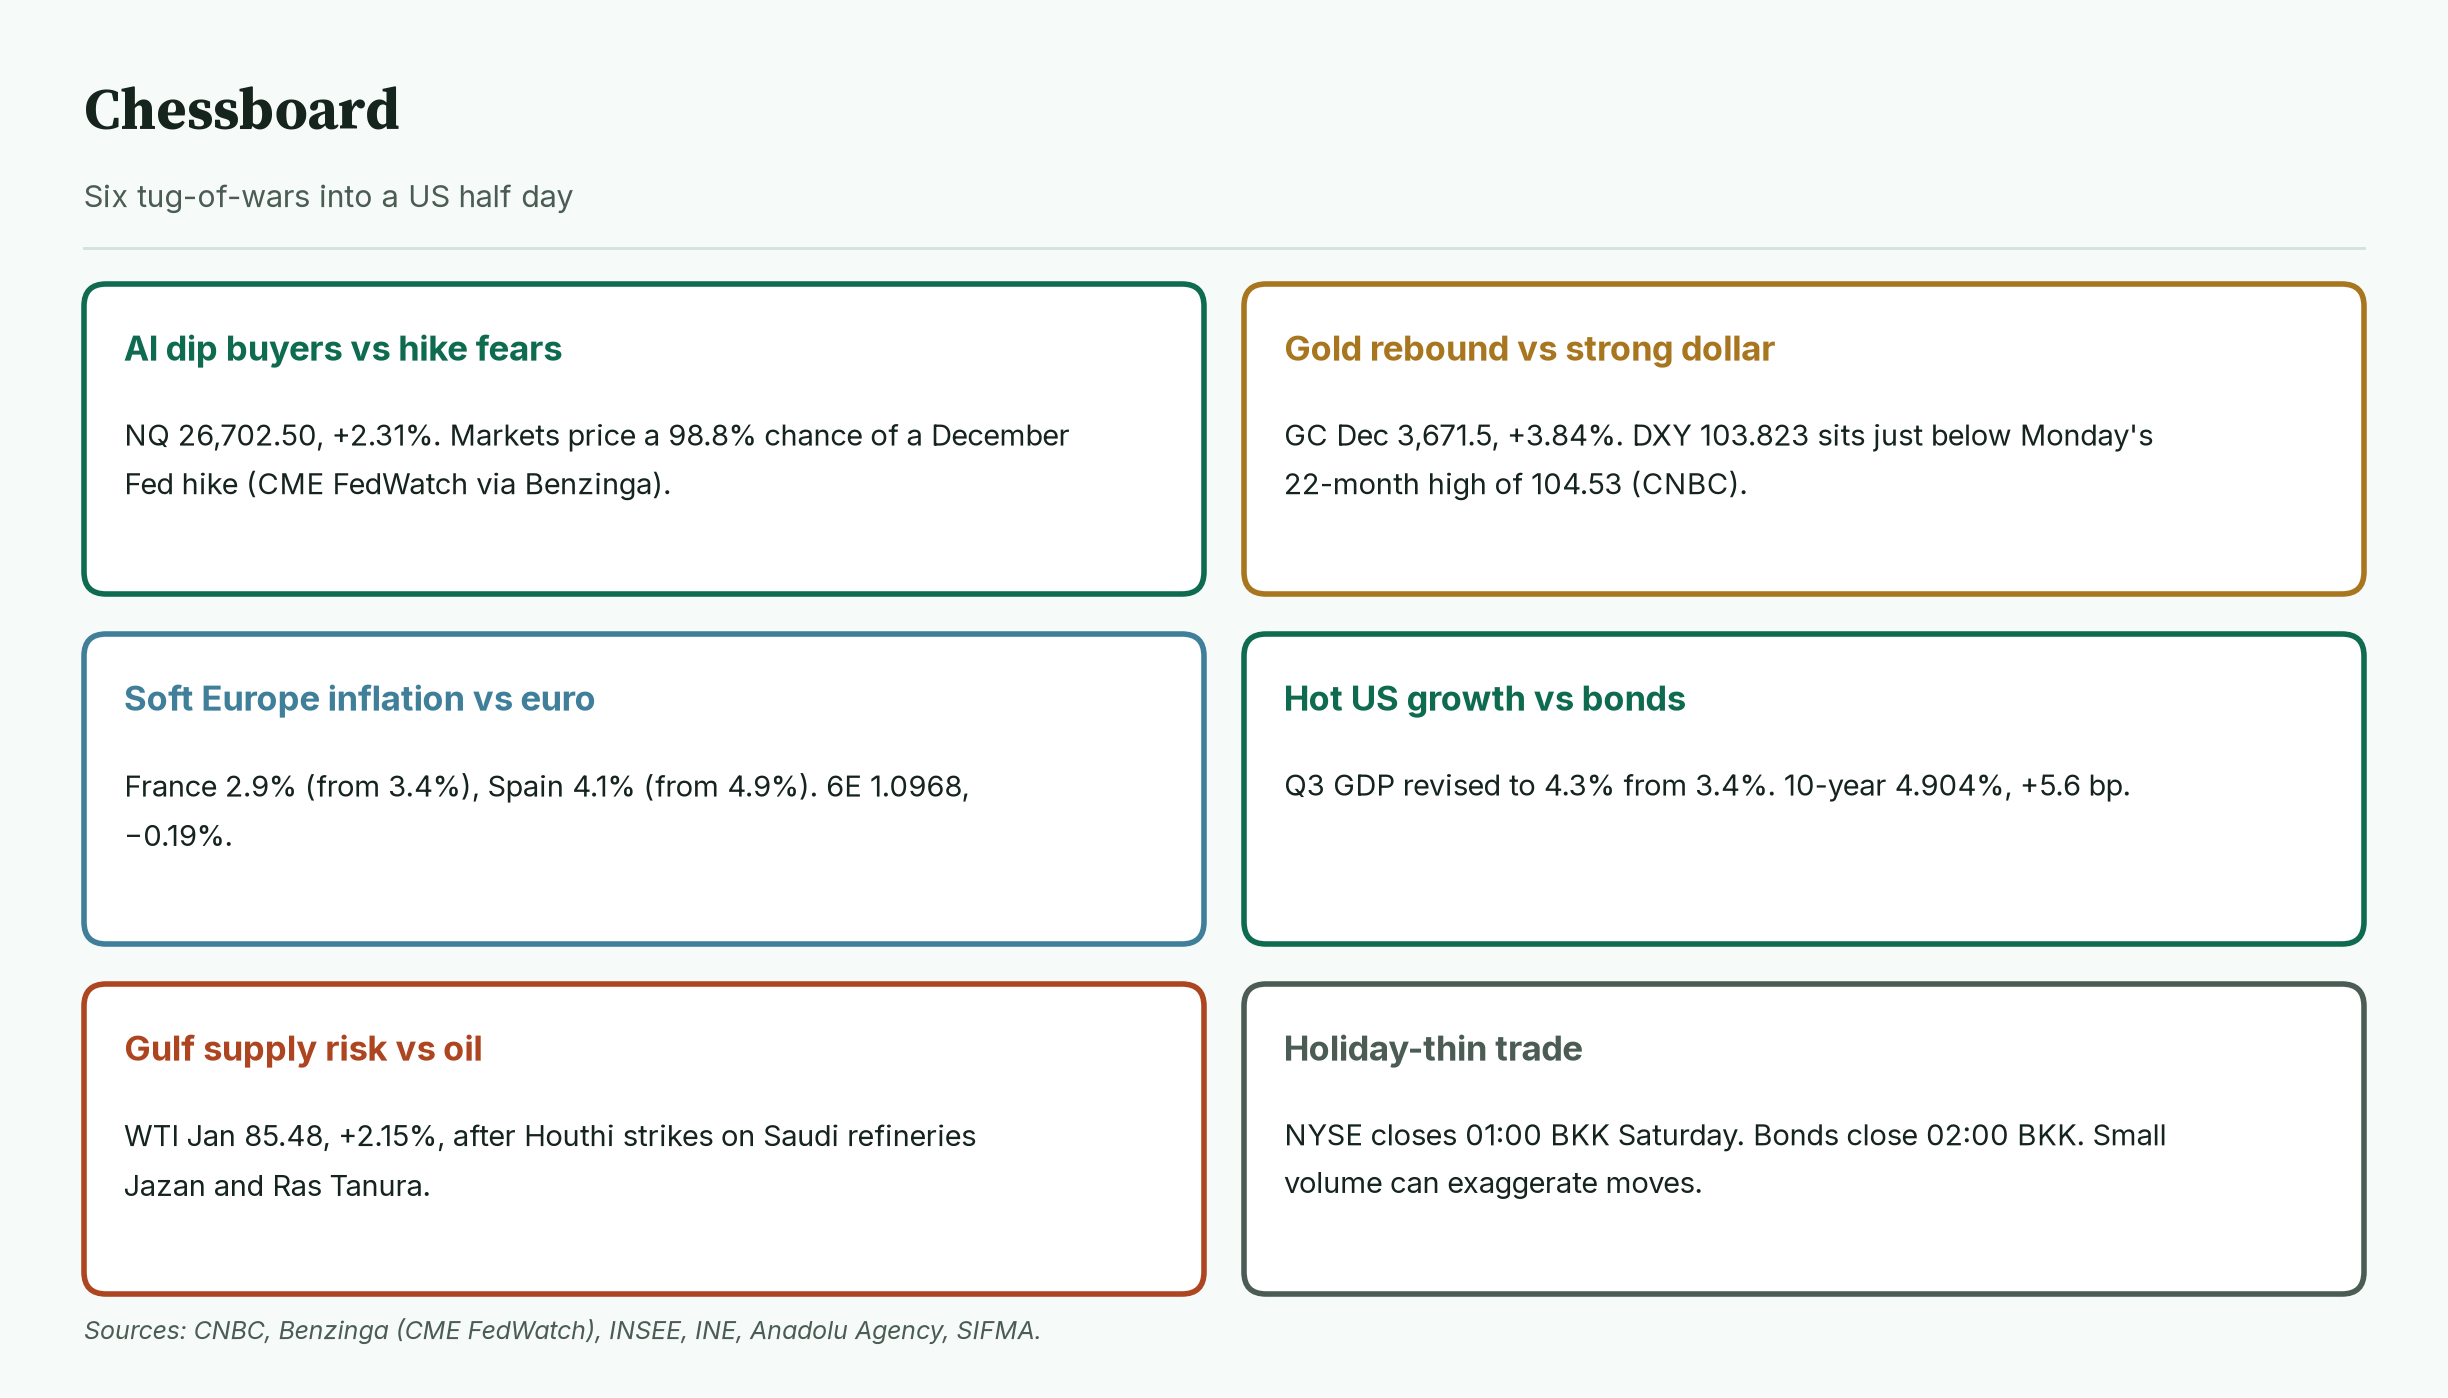 Chessboard
Six tug-of-wars into a US half day
AI dip buyers vs hike fears
NQ 26,702.50, +2.31%. Markets price a 98.8% chance of a December
Fed hike (CME FedWatch via Benzinga).
Gold rebound vs strong dollar
GC Dec 3,671.5, +3.84%. DXY 103.823 sits just below Monday's
22-month high of 104.53 (CNBC).
Soft Europe inflation vs euro
France 2.9% (from 3.4%), Spain 4.1% (from 4.9%). 6E 1.0968,
−0.19%.
Hot US growth vs bonds
Q3 GDP revised to 4.3% from 3.4%. 10-year 4.904%, +5.6 bp.
Gulf supply risk vs oil
WTI Jan 85.48, +2.15%, after Houthi strikes on Saudi refineries
Jazan and Ras Tanura.
Holiday-thin trade
NYSE closes 01:00 BKK Saturday. Bonds close 02:00 BKK. Small
volume can exaggerate moves.
Sources: CNBC, Benzinga (CME FedWatch), INSEE, INE, Anadolu Agency, SIFMA.